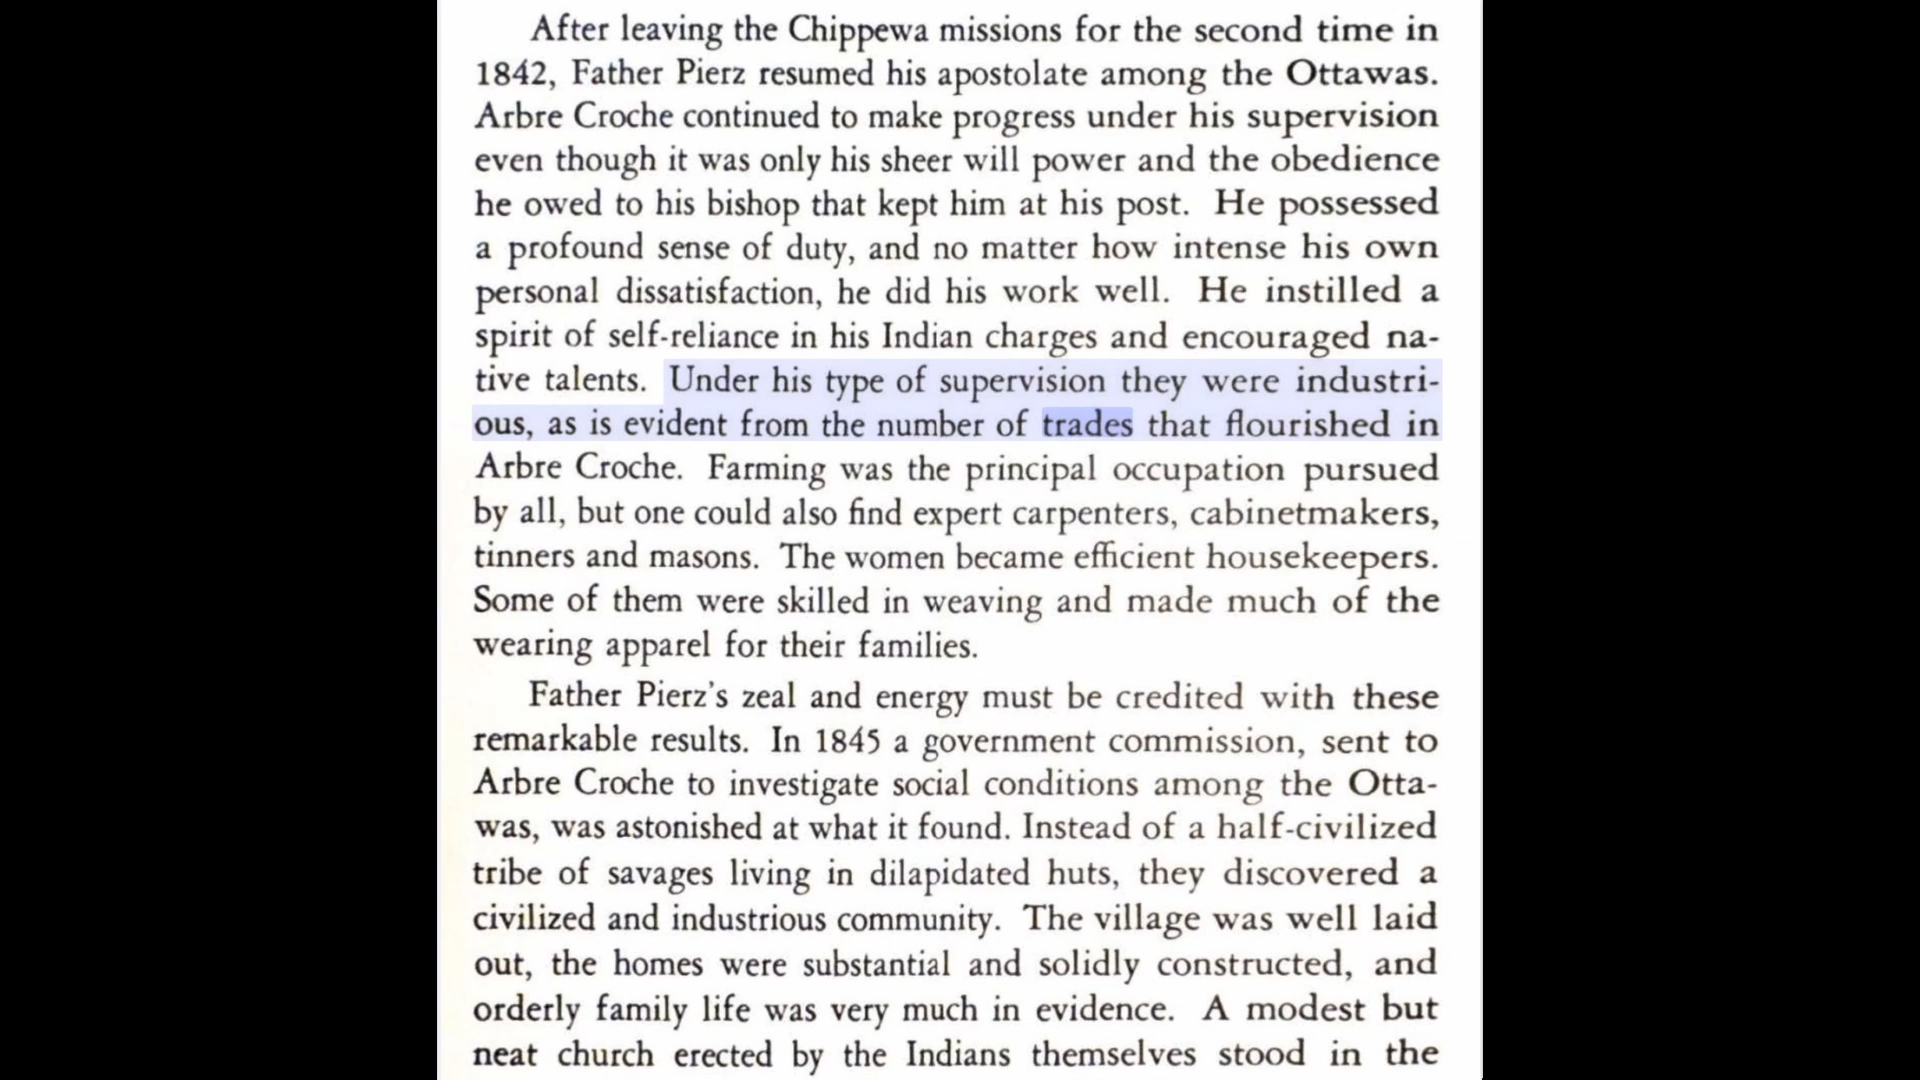 After leaving the Chippewa missions for the second time in
1842, Father Pierz resumed his apostolate among the Ottawas.
Arbre Croche continued to make progress under his supervision
even though it was only his sheer will power and the obedience
he owed to his bishop that kept him at his post. He possessed
a profound sense of duty, and no matter how intense his own
personal dissatisfaction, he did his work well. He instilled a
spirit of self-reliance in his Indian charges and encouraged na-
tive talents. Under his type of supervision they were industri-
ous, as is evident from the number of trades that flourished in
Arbre Croche. Farming was the principal occupation pursued
by all, but one could also find expert carpenters, cabinetmakers,
tinners and masons. The women became efficient housekeepers.
Some of them were skilled in weaving and made much of the
wearing apparel for their families.
Father Pierz's zeal and energy must be credited with these
remarkable results. In 1845 a government commission, sent to
Arbre Croche to investigate social conditions among the Otta-
was, was astonished at what it found. Instead of a half-civilized
tribe of savages living in dilapidated huts, they discovered a
civilized and industrious community. The village was well laid
out, the homes were substantial and solidly constructed, and
orderly family life was very much in evidence. A modest but
neat church erected by the Indians themselves stood in the